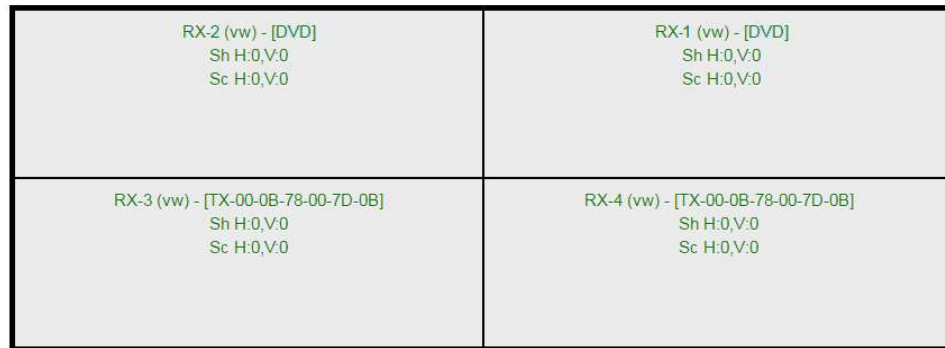 RX-2 (vw) - [DVD]
Sh H:0,V:0
Sc H:0,V:0
RX-1 (vw) - [DVD]
Sh H:0,V:0
Sc H:0,V:0
RX-3 (vw) - [TX-00-0B-78-00-7D-0B]
Sh H:0,V:0
Sc H:0,V:0
RX-4 (vw) - [TX-00-0B-78-00-7D-0B]
Sh H:0,V:0
Sc H:0,V:0